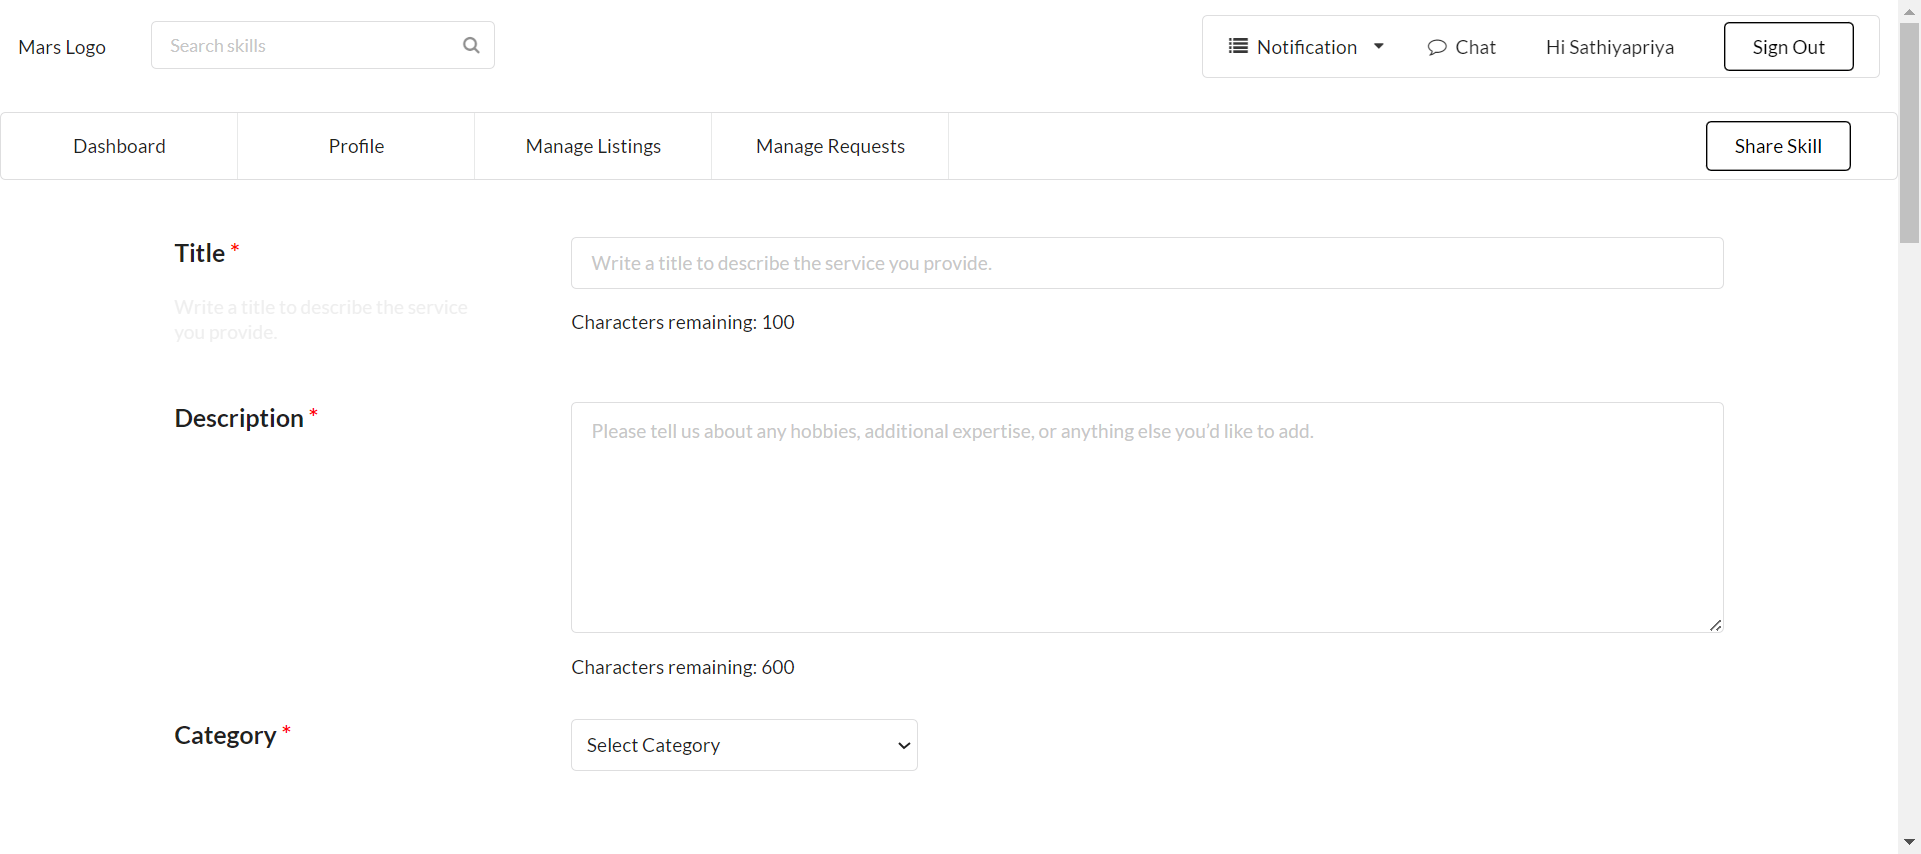 Mars Logo
Search skills
Notification
Chat
Hi Sathiyapriya
Sign Out
Dashboard
Profile
Manage Listings
Manage Requests
Share Skill
Title *
Write a title to describe the service you provide.
Write a title to describe the service
you provide.
Characters remaining: 100
Description *
Please tell us about any hobbies, additional expertise, or anything else you’d like to add.
Characters remaining: 600
Category *
Select Category